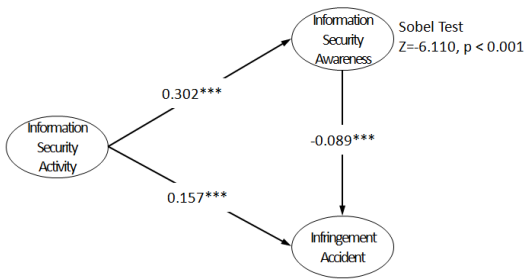 Information
Security
Awareness
Sobel Test
Z=-6.110, p < 0.001
0.302***
Information
Security
Activity
-0.089***
0.157***
Infringement
Accident